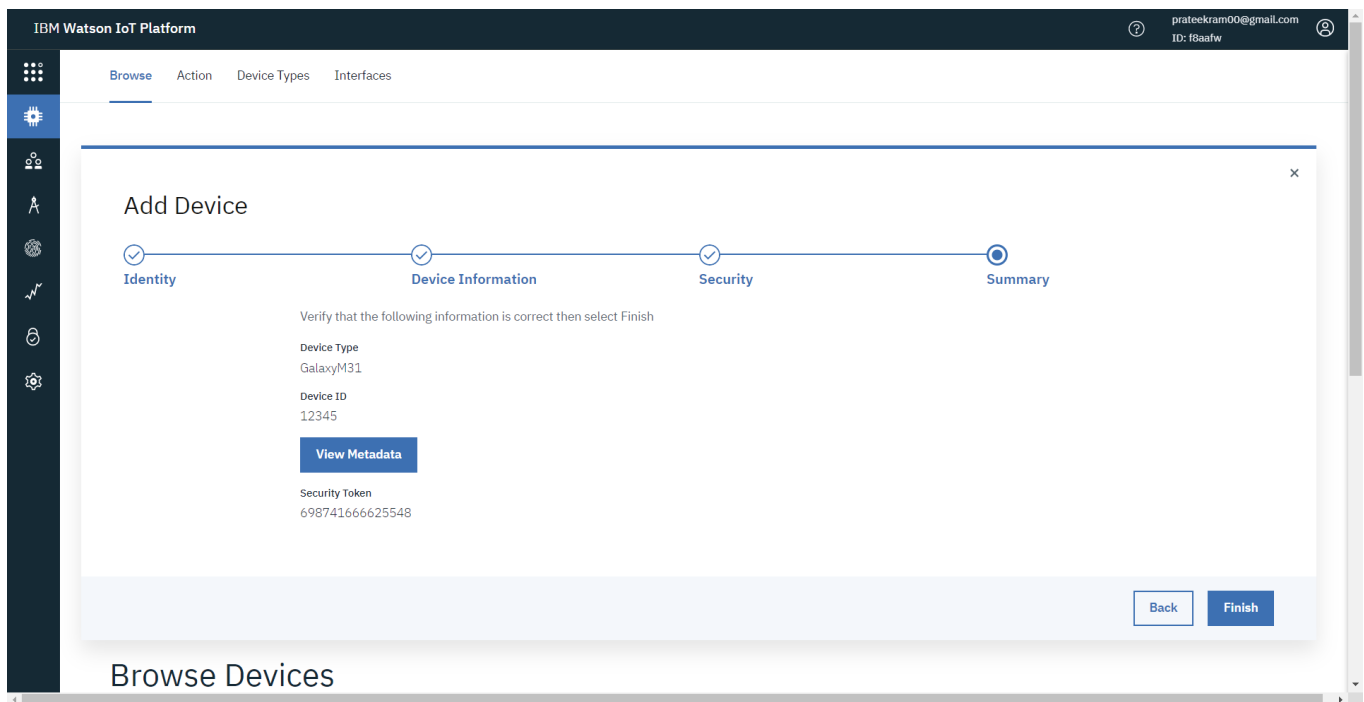 IBM Watson IoT Platform
prateekram00@gmail.com
ID: f8aafw
Browse Action Device Types Interfaces
Add Device
Identity Device Information Security Summary
Verify that the following information is correct then select Finish
Device Type
GalaxyM31
Device ID
12345
View Metadata
Security Token
698741666625548
Back Finish
Browse Devices